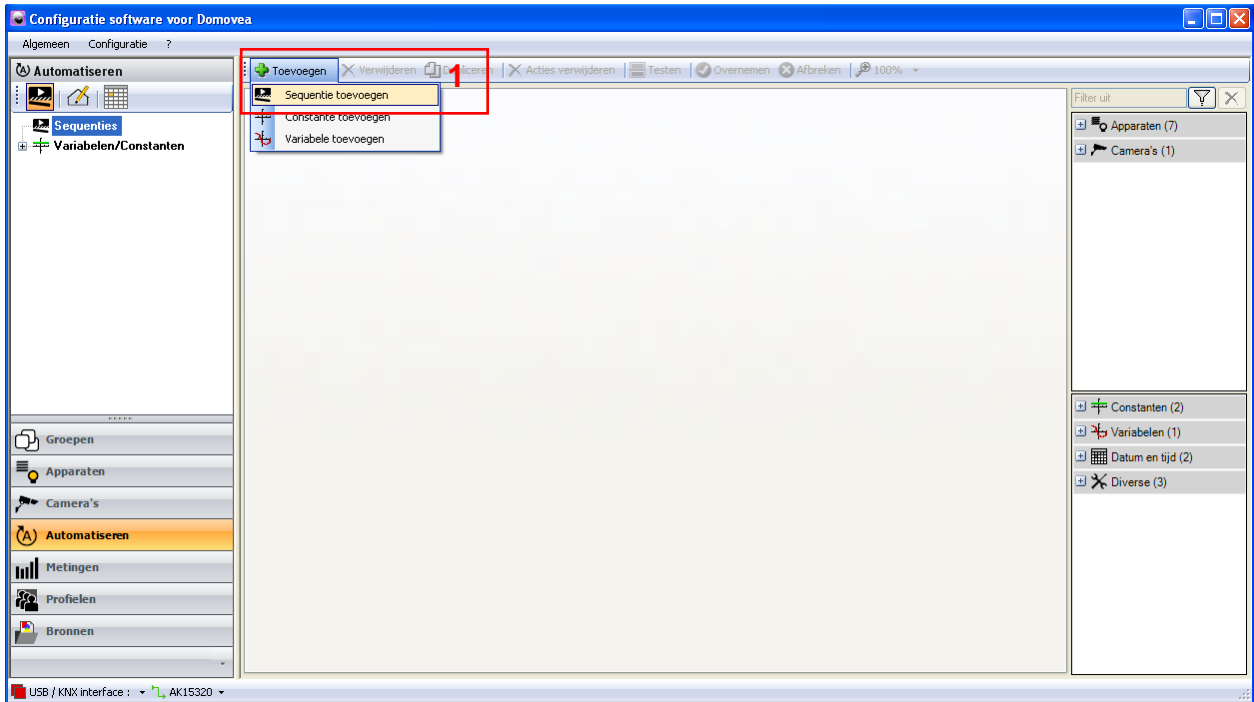 Configuratie software voor Domovea
Algemeen Configuratie ?
Automatiseren
Toevoegen Verwijderen Dupliceren Acties verwijderen Testen Overnemen Afbreken 100%
1
Sequentie toevoegen
Constante toevoegen
Variabele toevoegen
Sequenties
Variabelen/Constanten
Filter uit
Apparaten (7)
Camera's (1)
Constanten (2)
Variabelen (1)
Datum en tijd (2)
Diverse (3)
Groepen
Apparaten
Camera's
Automatiseren
Metingen
Profielen
Bronnen
USB / KNX interface : AK15320